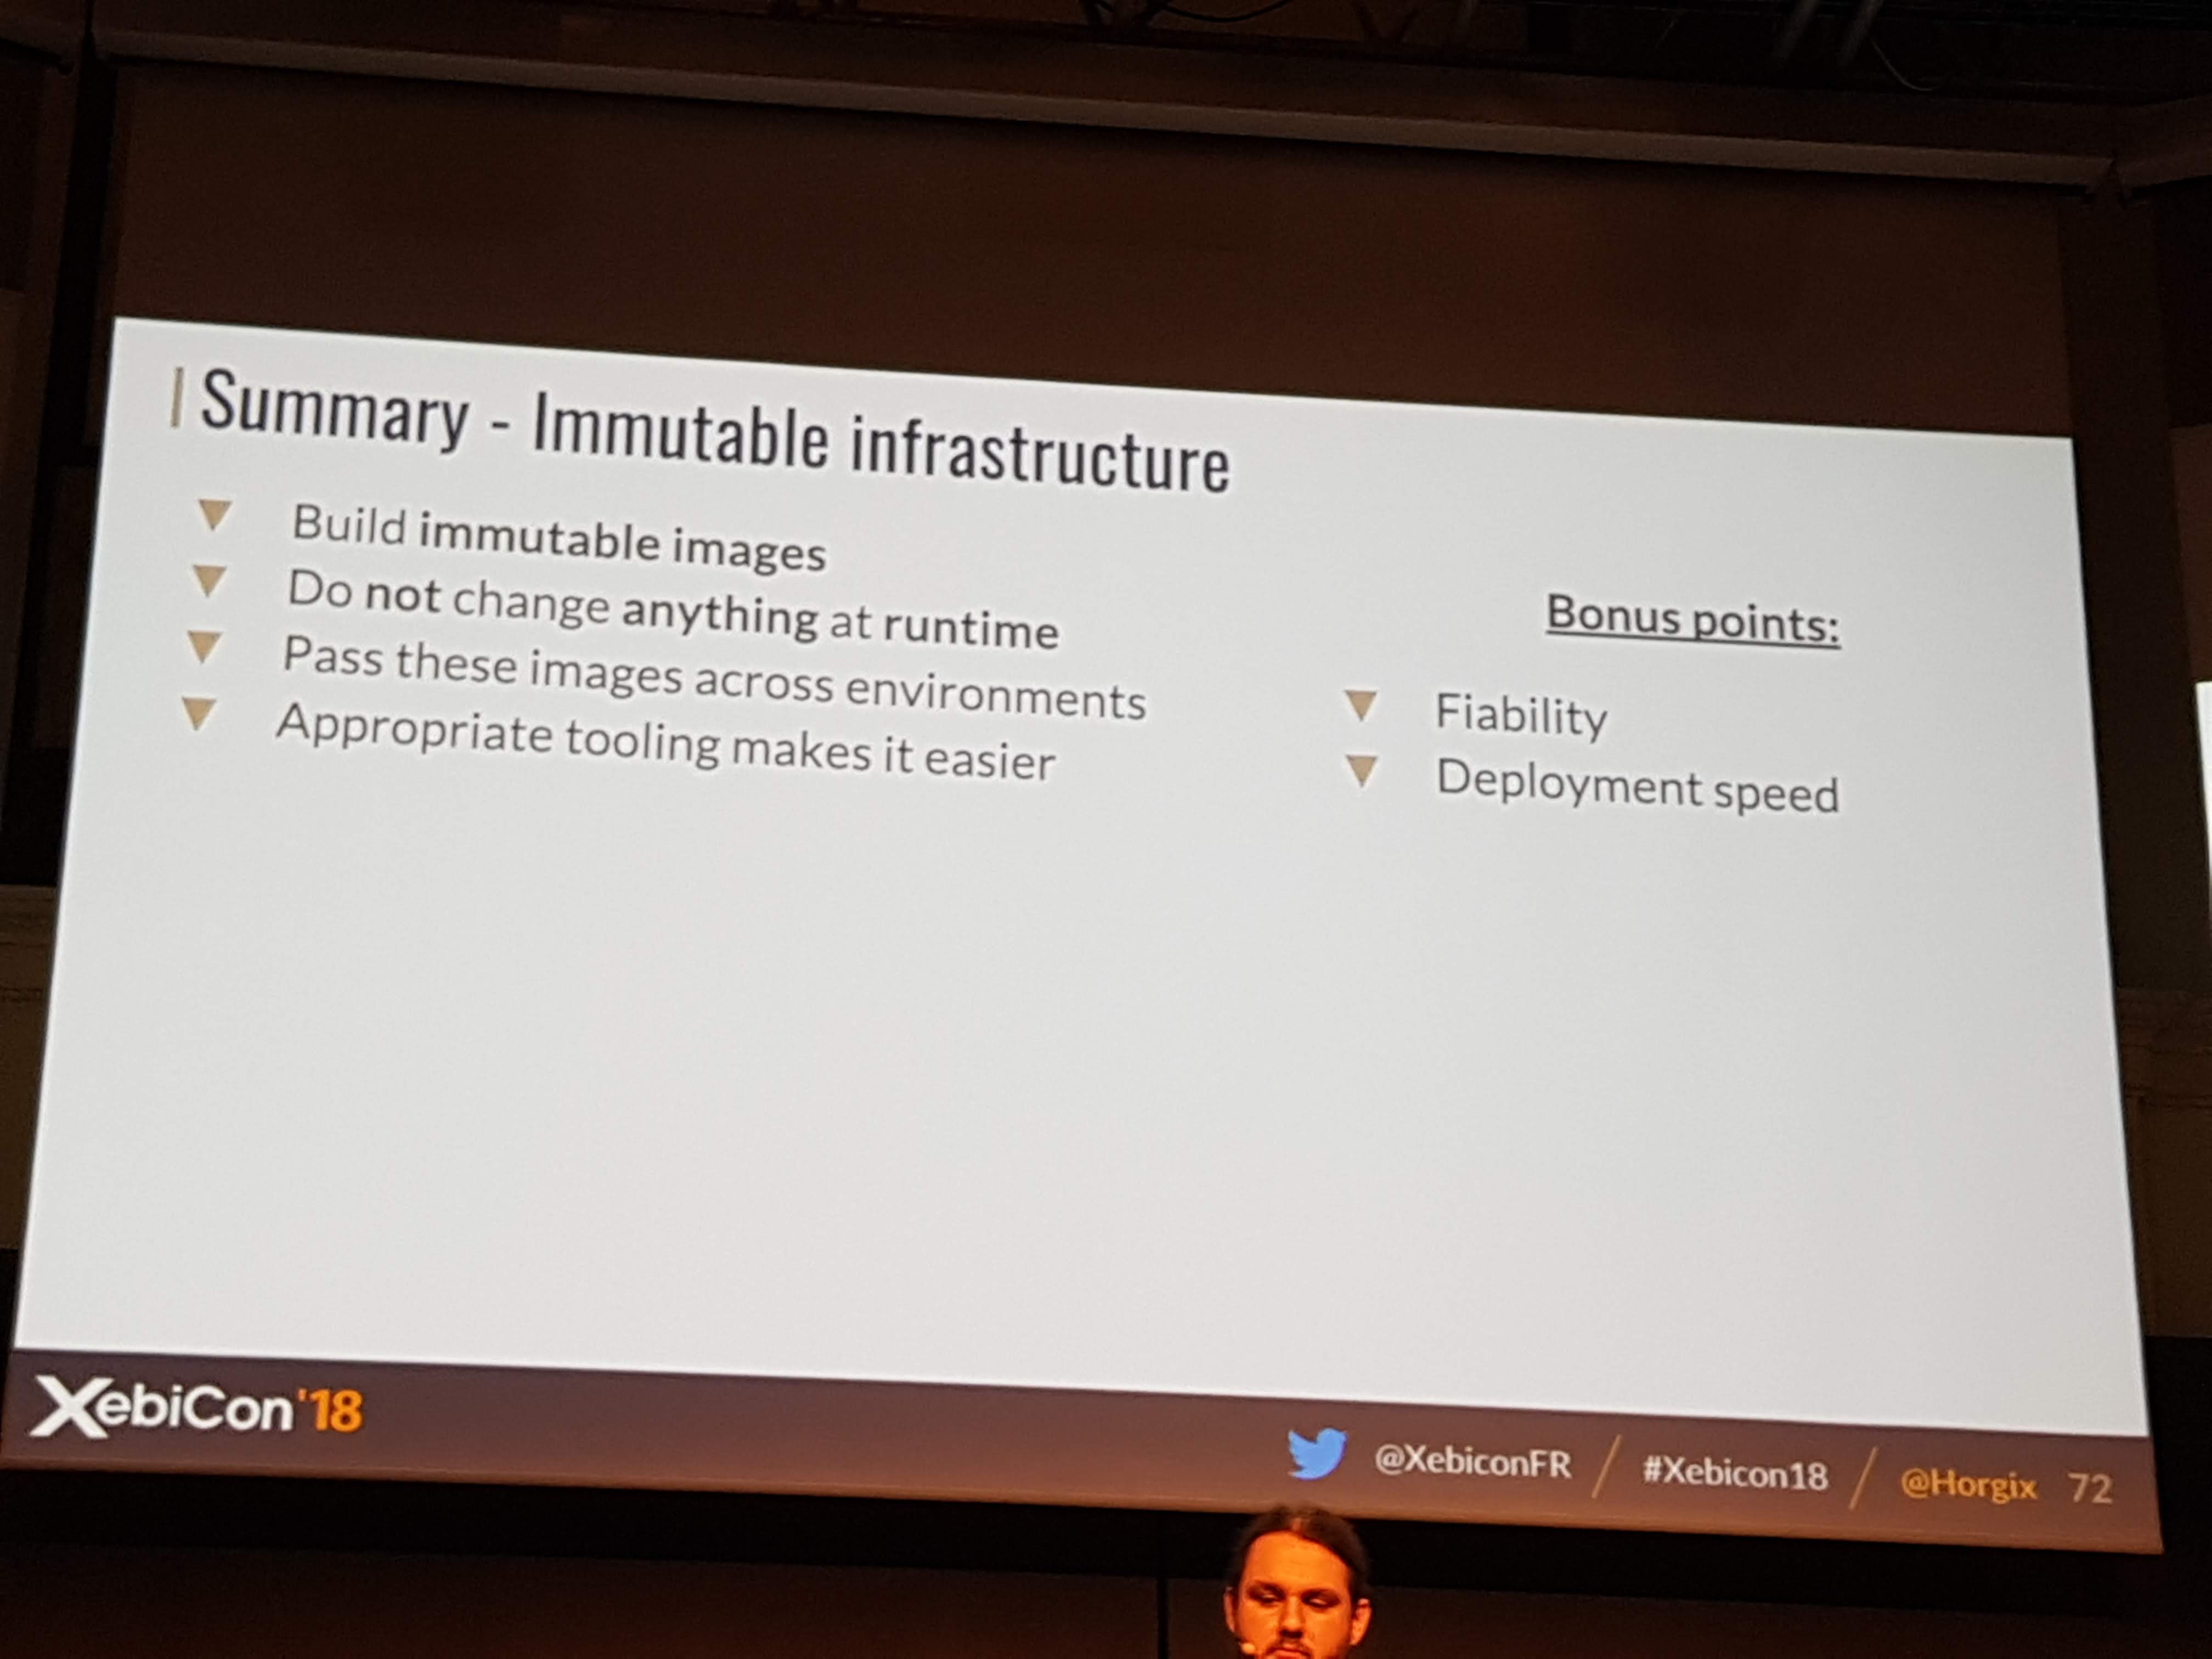 Summary - Immutable infrastructure
Build immutable images
Do not change anything at runtime
Pass these images across environments
Appropriate tooling makes it easier
Bonus points:
Fiability
Deployment speed
XebiCon'18
@XebiconFR / #Xebicon18 / @Horgix 72